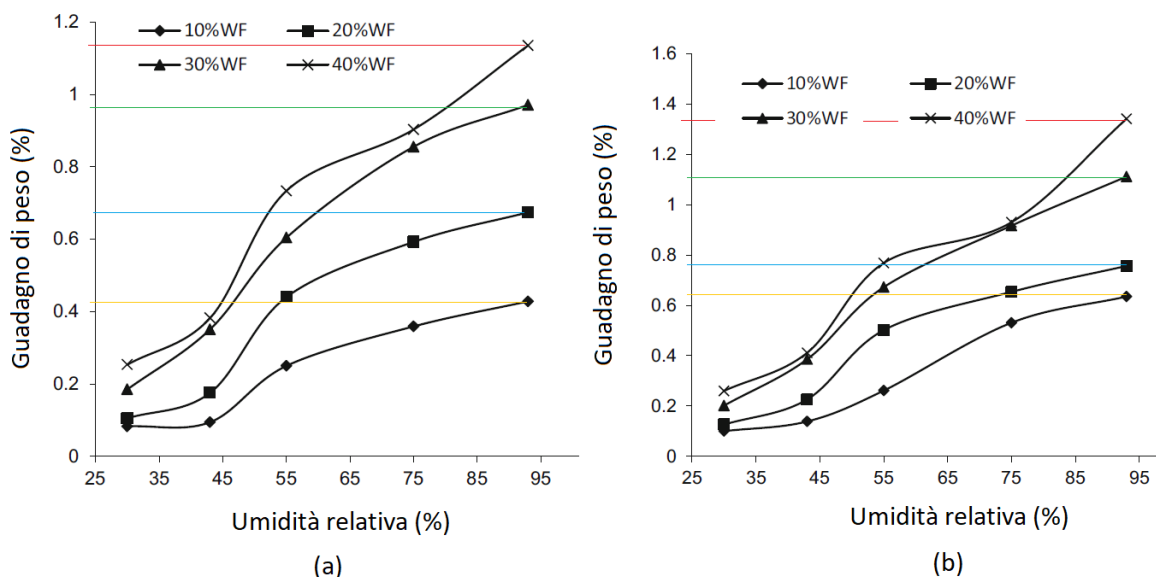 1.2
1
0.8
0.6
0.4
0.2
0
10%WF 20%WF
30%WF 40%WF
Guadagno di peso (%)
25 35 45 55 65 75 85 95
Umidità relativa (%)
(a)
1.6
1.4
1.2
1
0.8
0.6
0.4
0.2
0
10%WF 20%WF
30%WF 40%WF
Guadagno di peso (%)
25 35 45 55 65 75 85 95
Umidità relativa (%)
(b)